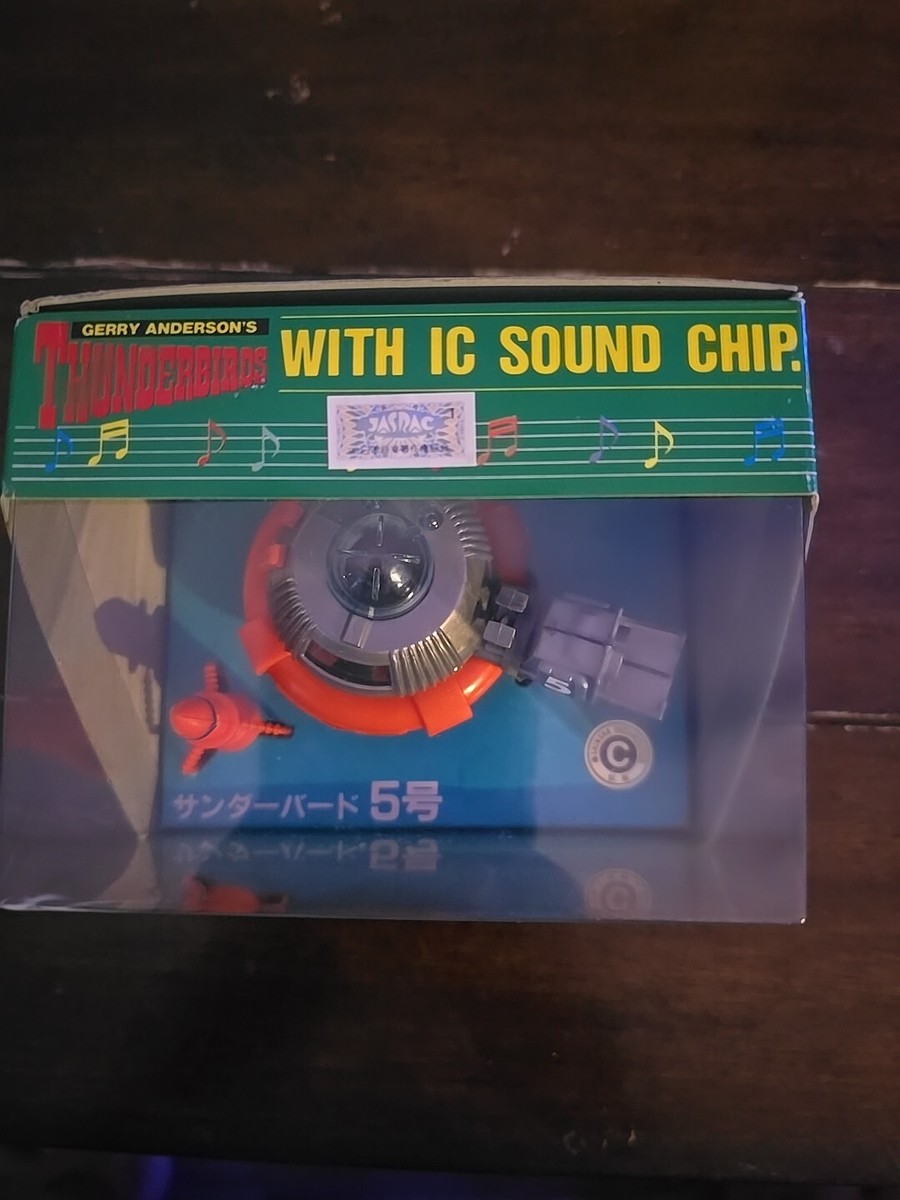 GERRY ANDERSON'S
THUNDERBIRDS
WITH IC SOUND CHIP.
JASRAC
5
C
サンダーバード 5号